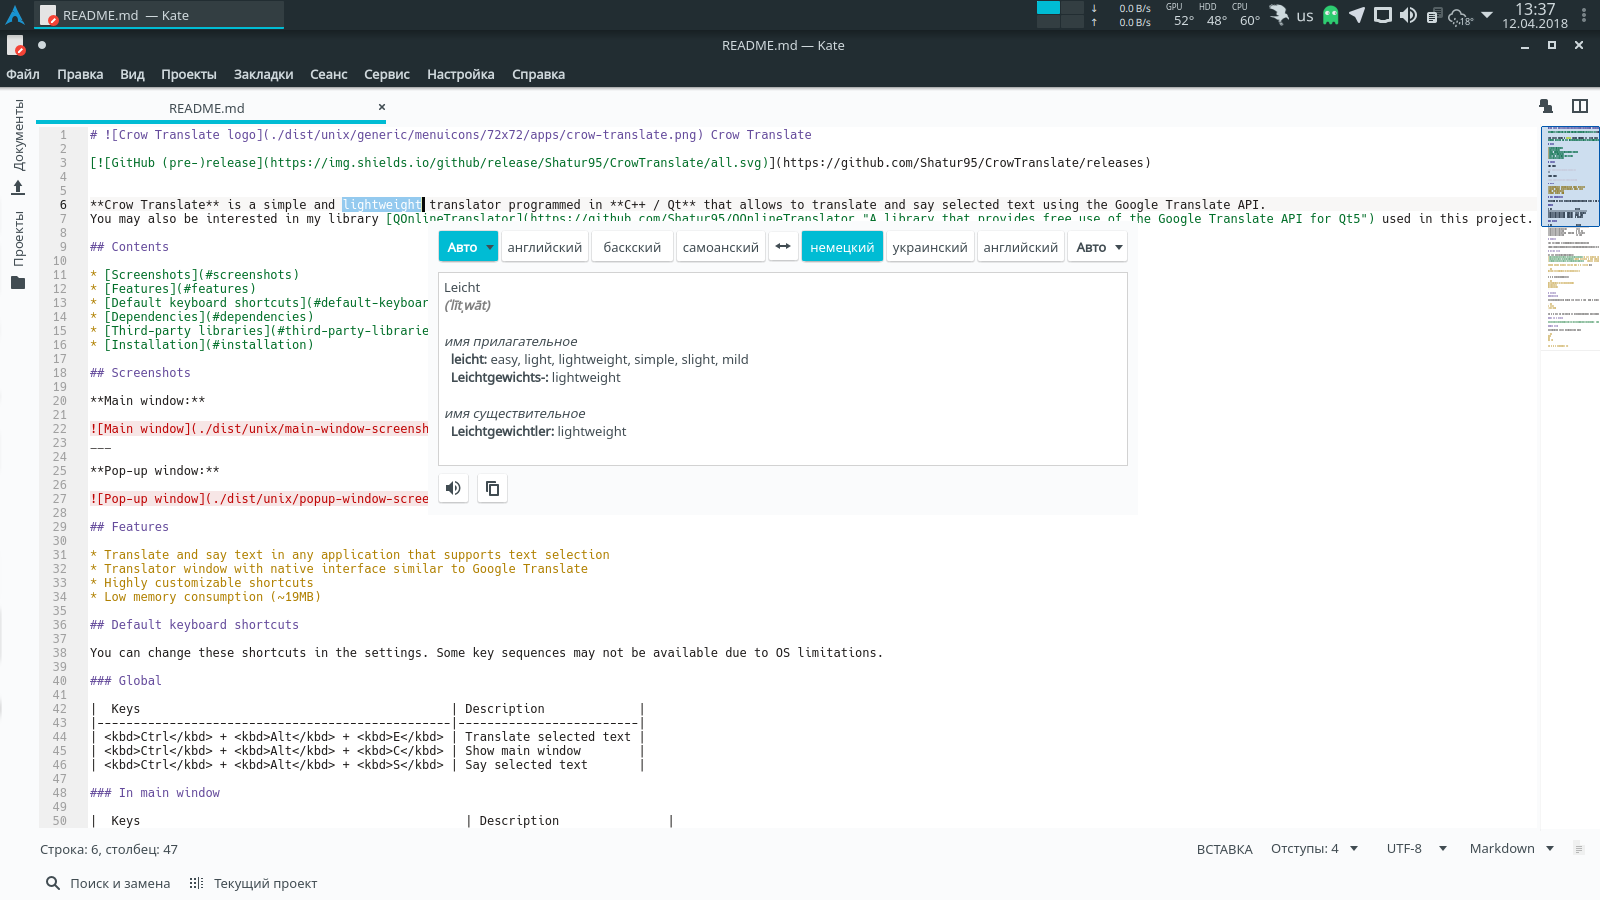 README.md — Kate
↓ 0.0 B/s
↑ 0.0 B/s
GPU 52°
HDD 48°
CPU 60°
us
18°
13:37
12.04.2018
README.md — Kate
Файл Правка Вид Проекты Закладки Сеанс Сервис Настройка Справка
Документы
Проекты
README.md
1 # ![Crow Translate logo](./dist/unix/generic/menuicons/72x72/apps/crow-translate.png) Crow Translate
2
3 [![GitHub (pre-)release](https://img.shields.io/github/release/Shatur95/CrowTranslate/all.svg)](https://github.com/Shatur95/CrowTranslate/releases)
4
5
6 **Crow Translate** is a simple and lightweight translator programmed in **C++ / Qt** that allows to translate and say selected text using the Google Translate API.
7 You may also be interested in my library [QOnlineTranslator](https://github.com/Shatur95/QOnlineTranslator "A library that provides free use of the Google Translate API for Qt5") used in this project.
8
9 ## Contents
10
11 * [Screenshots](#screenshots)
12 * [Features](#features)
13 * [Default keyboard shortcuts](#default-keyboar
14 * [Dependencies](#dependencies)
15 * [Third-party libraries](#third-party-librarie
16 * [Installation](#installation)
17
18 ## Screenshots
19
20 **Main window:**
21
22 ![Main window](./dist/unix/main-window-screensh
23 ___
24
25 **Pop-up window:**
26
27 ![Pop-up window](./dist/unix/popup-window-scree
28
29 ## Features
30
31 * Translate and say text in any application that supports text selection
32 * Translator window with native interface similar to Google Translate
33 * Highly customizable shortcuts
34 * Low memory consumption (~19MB)
35
36 ## Default keyboard shortcuts
37
38 You can change these shortcuts in the settings. Some key sequences may not be available due to OS limitations.
39
40 ### Global
41
42 | Keys | Description |
43 |-------------------------------------------------|-------------------------|
44 | <kbd>Ctrl</kbd> + <kbd>Alt</kbd> + <kbd>E</kbd> | Translate selected text |
45 | <kbd>Ctrl</kbd> + <kbd>Alt</kbd> + <kbd>C</kbd> | Show main window |
46 | <kbd>Ctrl</kbd> + <kbd>Alt</kbd> + <kbd>S</kbd> | Say selected text |
47
48 ### In main window
49
50 | Keys | Description |
Авто английский баскский самоанский немецкий украинский английский Авто
Leicht
(ˈlītˌwāt)
имя прилагательное
leicht: easy, light, lightweight, simple, slight, mild
Leichtgewichts-: lightweight
имя существительное
Leichtgewichtler: lightweight
Строка: 6, столбец: 47
ВСТАВКА Отступы: 4 UTF-8 Markdown
Поиск и замена Текущий проект